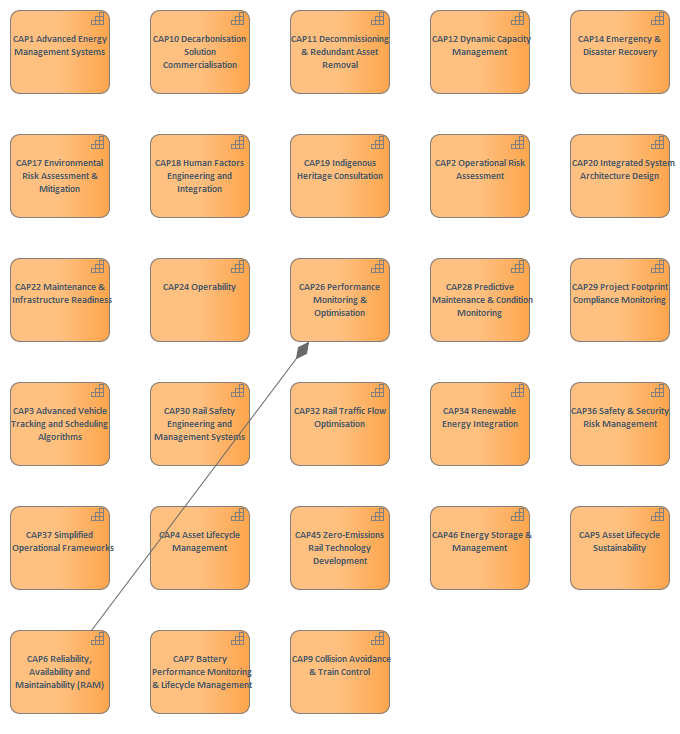 CAP1 Advanced Energy
Management Systems
CAP10 Decarbonisation
Solution
Commercialisation
CAP11 Decommissioning
& Redundant Asset
Removal
CAP12 Dynamic Capacity
Management
CAP14 Emergency &
Disaster Recovery
CAP17 Environmental
Risk Assessment &
Mitigation
CAP18 Human Factors
Engineering and
Integration
CAP19 Indigenous
Heritage Consultation
CAP2 Operational Risk
Assessment
CAP20 Integrated System
Architecture Design
CAP22 Maintenance &
Infrastructure Readiness
CAP24 Operability
CAP26 Performance
Monitoring &
Optimisation
CAP28 Predictive
Maintenance & Condition
Monitoring
CAP29 Project Footprint
Compliance Monitoring
CAP3 Advanced Vehicle
Tracking and Scheduling
Algorithms
CAP30 Rail Safety
Engineering and
Management Systems
CAP32 Rail Traffic Flow
Optimisation
CAP34 Renewable
Energy Integration
CAP36 Safety & Security
Risk Management
CAP37 Simplified
Operational Frameworks
CAP4 Asset Lifecycle
Management
CAP45 Zero-Emissions
Rail Technology
Development
CAP46 Energy Storage &
Management
CAP5 Asset Lifecycle
Sustainability
CAP6 Reliability,
Availability and
Maintainability (RAM)
CAP7 Battery
Performance Monitoring
& Lifecycle Management
CAP9 Collision Avoidance
& Train Control